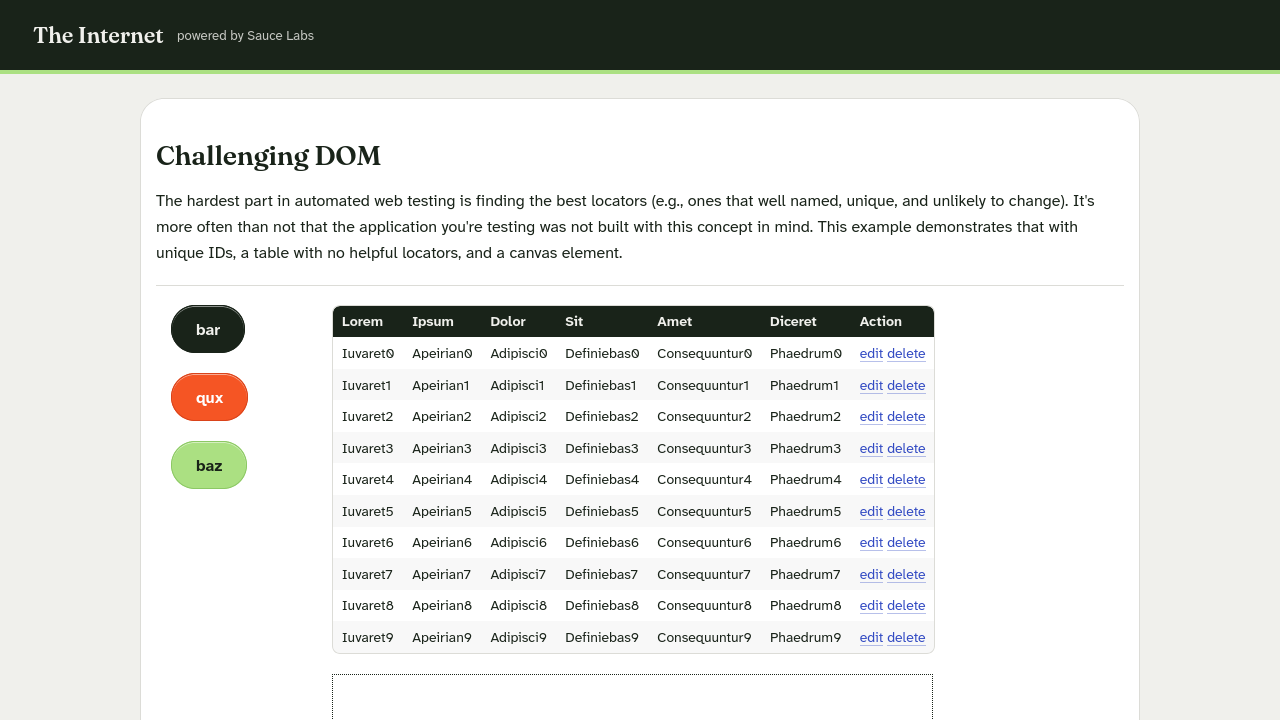 The Internet powered by Sauce Labs
Challenging DOM
The hardest part in automated web testing is finding the best locators (e.g., ones that well named, unique, and unlikely to change). It's
more often than not that the application you're testing was not built with this concept in mind. This example demonstrates that with
unique IDs, a table with no helpful locators, and a canvas element.
bar
qux
baz
Lorem Ipsum Dolor Sit Amet Diceret Action
Iuvaret0 Apeirian0 Adipisci0 Definiebas0 Consequuntur0 Phaedrum0 edit delete
Iuvaret1 Apeirian1 Adipisci1 Definiebas1 Consequuntur1 Phaedrum1 edit delete
Iuvaret2 Apeirian2 Adipisci2 Definiebas2 Consequuntur2 Phaedrum2 edit delete
Iuvaret3 Apeirian3 Adipisci3 Definiebas3 Consequuntur3 Phaedrum3 edit delete
Iuvaret4 Apeirian4 Adipisci4 Definiebas4 Consequuntur4 Phaedrum4 edit delete
Iuvaret5 Apeirian5 Adipisci5 Definiebas5 Consequuntur5 Phaedrum5 edit delete
Iuvaret6 Apeirian6 Adipisci6 Definiebas6 Consequuntur6 Phaedrum6 edit delete
Iuvaret7 Apeirian7 Adipisci7 Definiebas7 Consequuntur7 Phaedrum7 edit delete
Iuvaret8 Apeirian8 Adipisci8 Definiebas8 Consequuntur8 Phaedrum8 edit delete
Iuvaret9 Apeirian9 Adipisci9 Definiebas9 Consequuntur9 Phaedrum9 edit delete